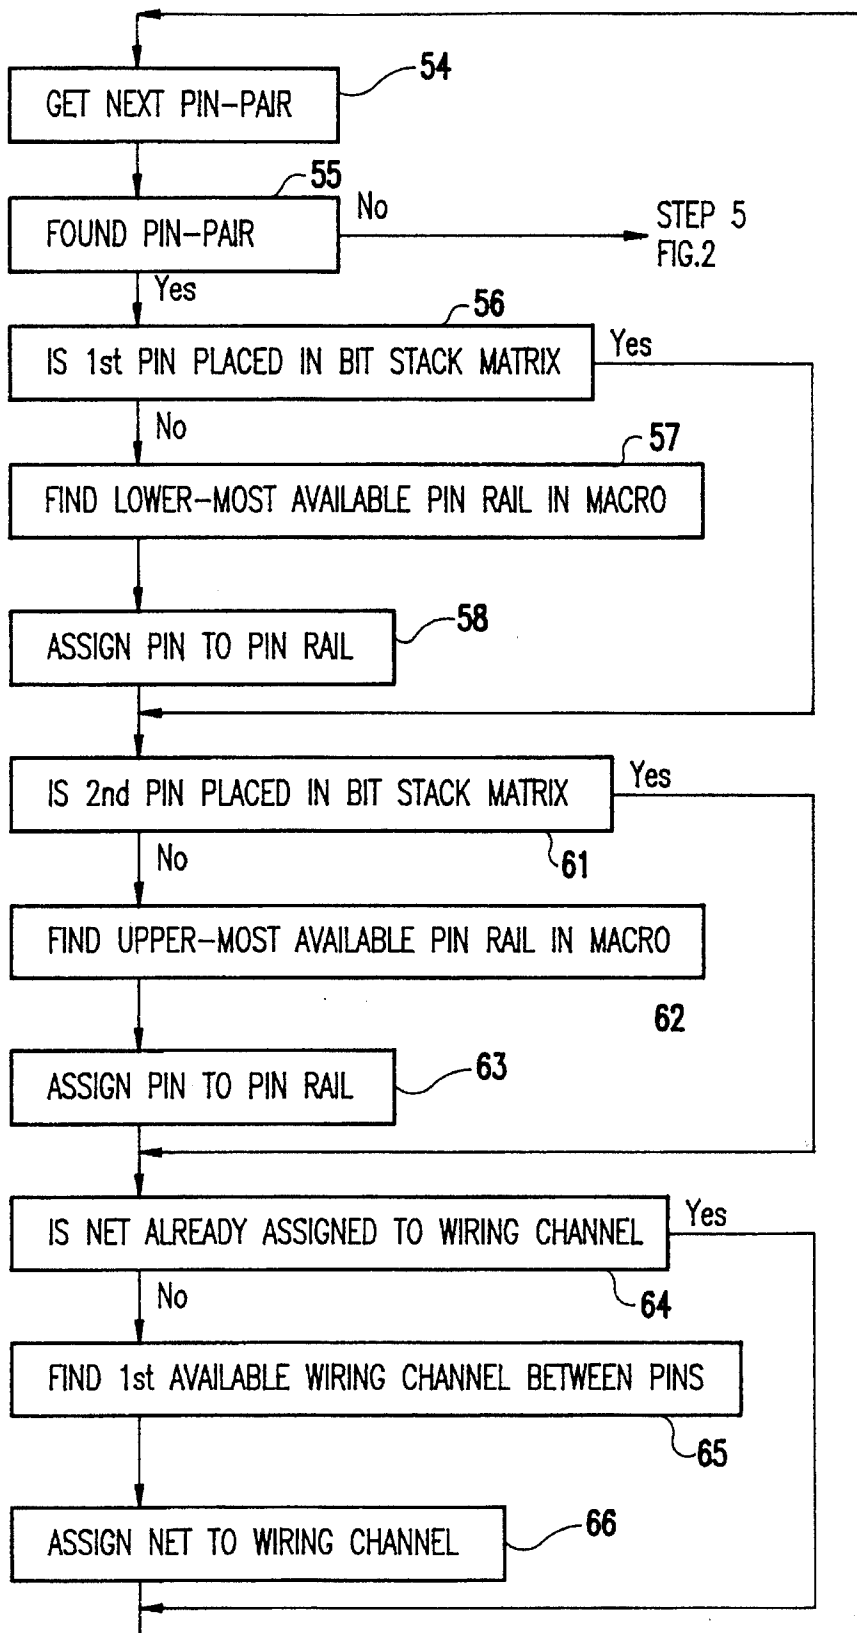 54
GET NEXT PIN-PAIR
55
FOUND PIN-PAIR
No
STEP 5
FIG.2
Yes
56
IS 1st PIN PLACED IN BIT STACK MATRIX
Yes
No
57
FIND LOWER-MOST AVAILABLE PIN RAIL IN MACRO
58
ASSIGN PIN TO PIN RAIL
IS 2nd PIN PLACED IN BIT STACK MATRIX
Yes
61
No
FIND UPPER-MOST AVAILABLE PIN RAIL IN MACRO
62
63
ASSIGN PIN TO PIN RAIL
IS NET ALREADY ASSIGNED TO WIRING CHANNEL
Yes
64
No
FIND 1st AVAILABLE WIRING CHANNEL BETWEEN PINS
65
66
ASSIGN NET TO WIRING CHANNEL